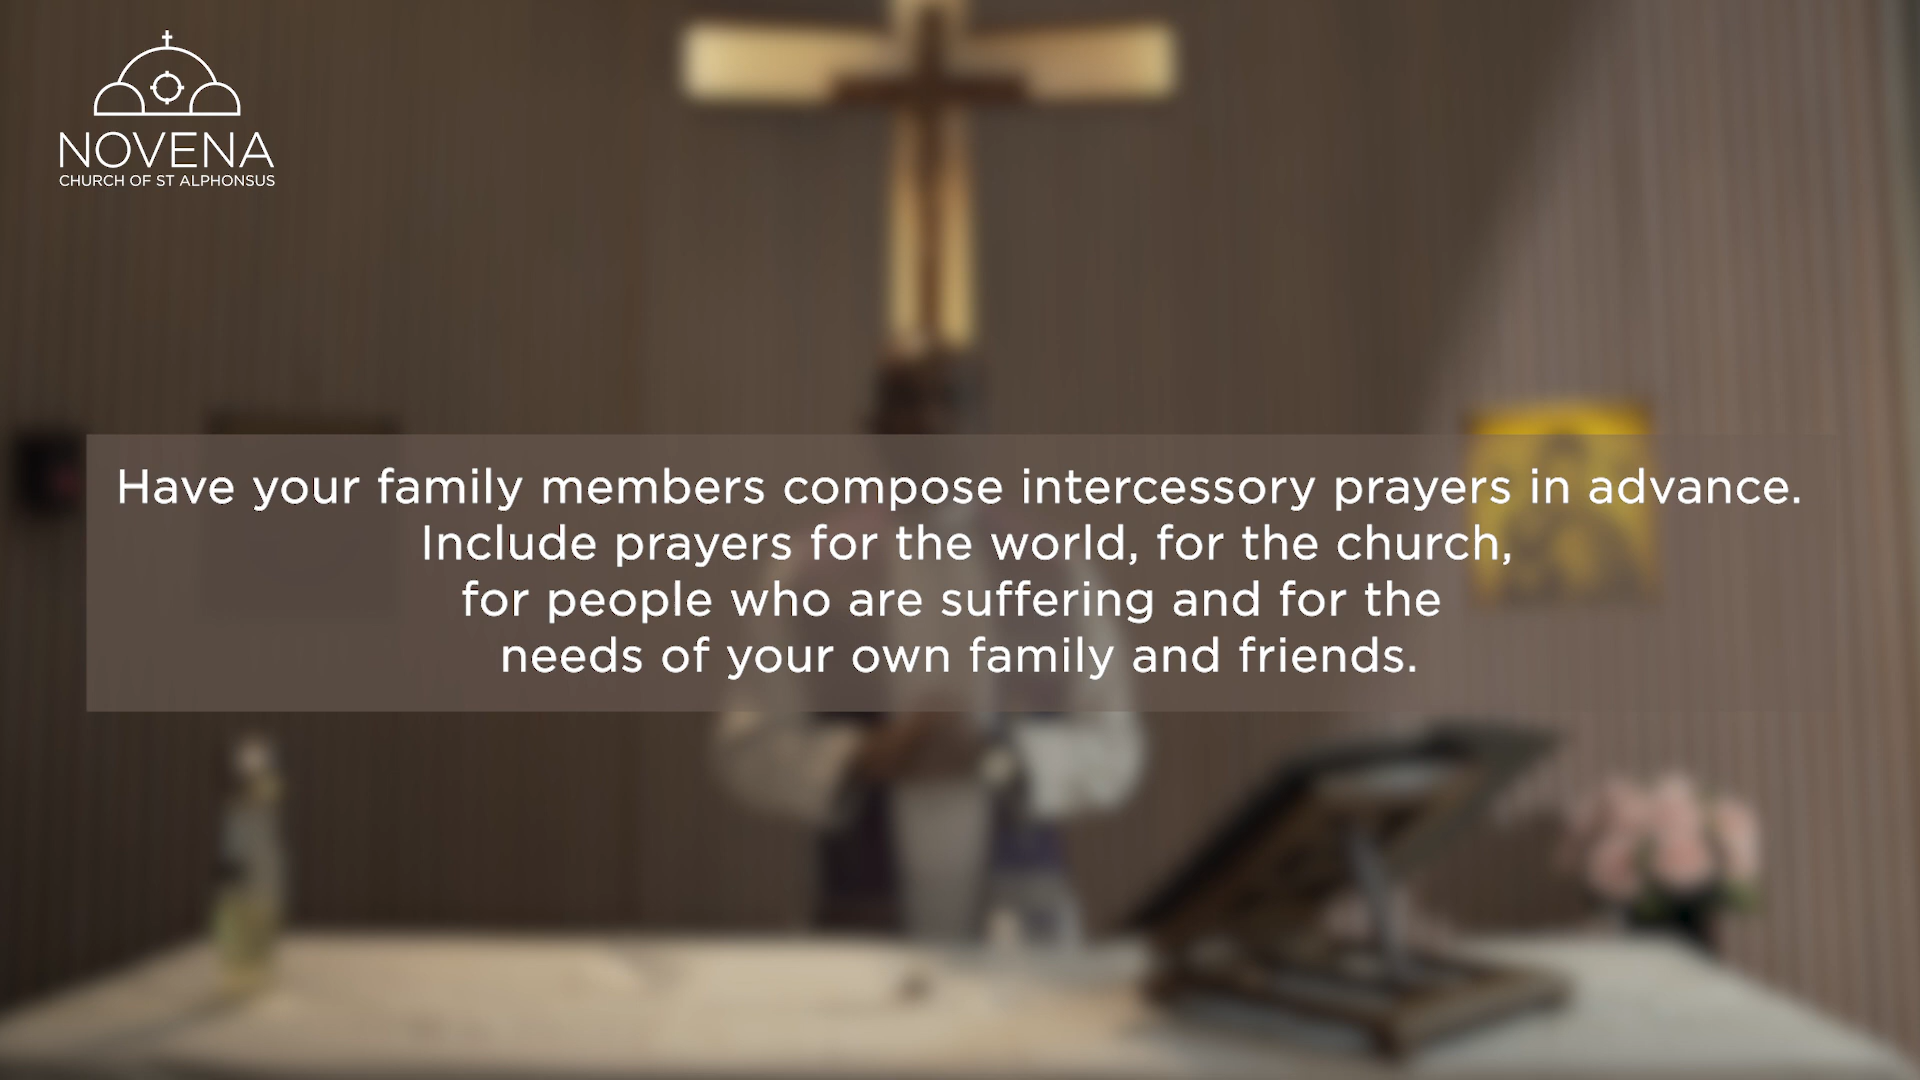 NOVENA
CHURCH OF ST ALPHONSUS
Have your family members compose intercessory prayers in advance.
Include prayers for the world, for the church,
for people who are suffering and for the
needs of your own family and friends.